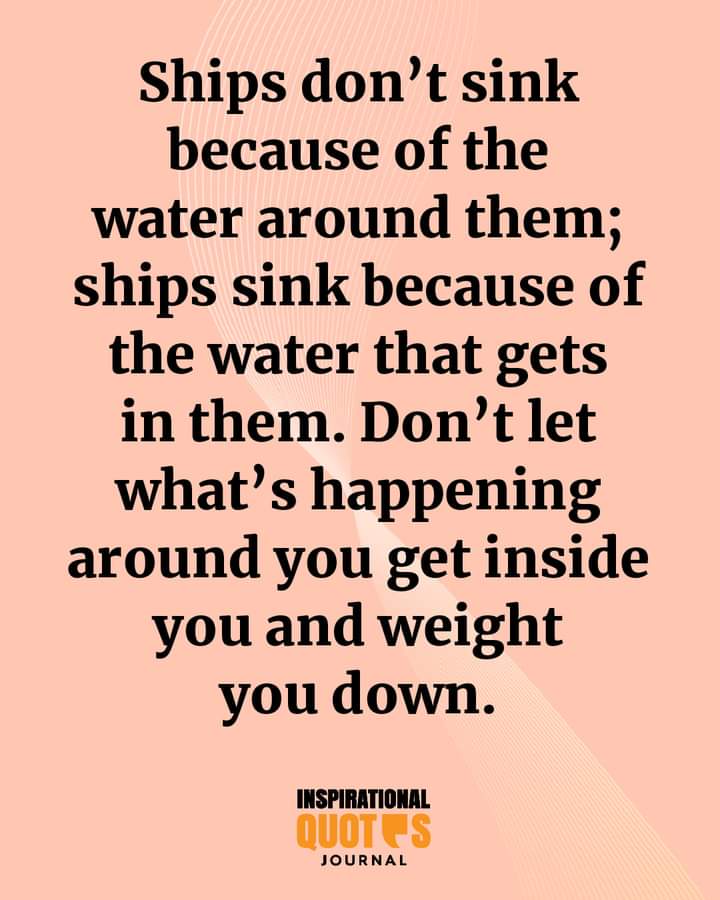 Ships don’t sink
because of the
water around them;
ships sink because of
the water that gets
in them. Don’t let
what’s happening
around you get inside
you and weight
you down.
INSPIRATIONAL
QUOTES
JOURNAL